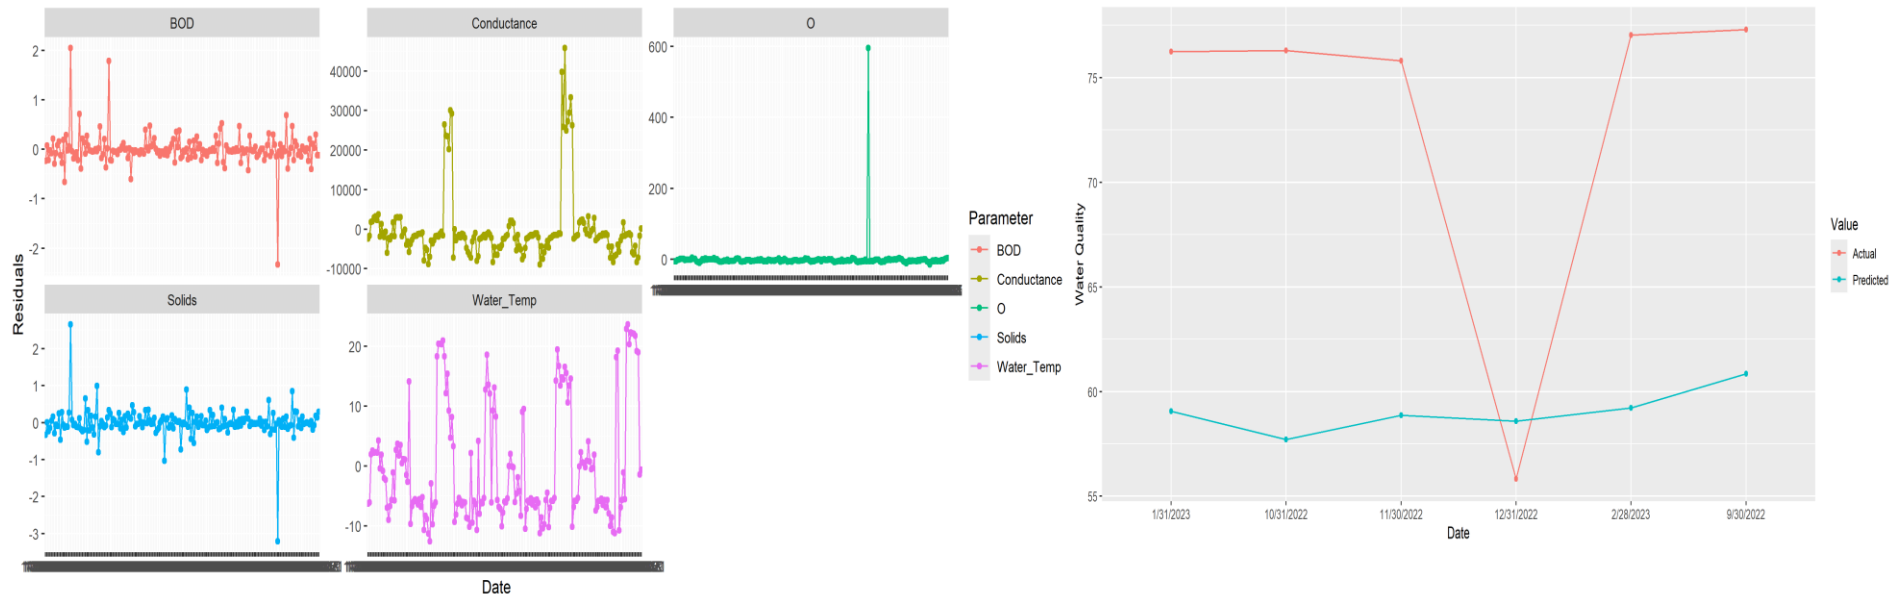 BOD
Conductance
O
2
1
0
-1
-2
40000
30000
20000
10000
0
-10000
600
400
200
0
Solids
Water_Temp
2
1
0
-1
-2
-3
20
10
0
-10
Residuals
Date
Parameter
BOD
Conductance
O
Solids
Water_Temp
Water Quality
75
70
65
60
55
1/31/2023
10/31/2022
11/30/2022
12/31/2022
2/28/2023
9/30/2022
Date
Value
Actual
Predicted